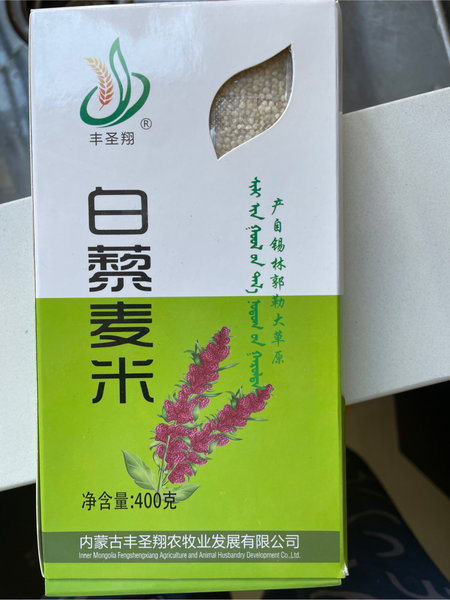 丰圣翔®
白藜麦米
产自锡林郭勒大草原
净含量:400克
内蒙古丰圣翔农牧业发展有限公司
Inner Mongolia Fengshengxiang Agriculture and Animal Husbandry Development Co.,Ltd.